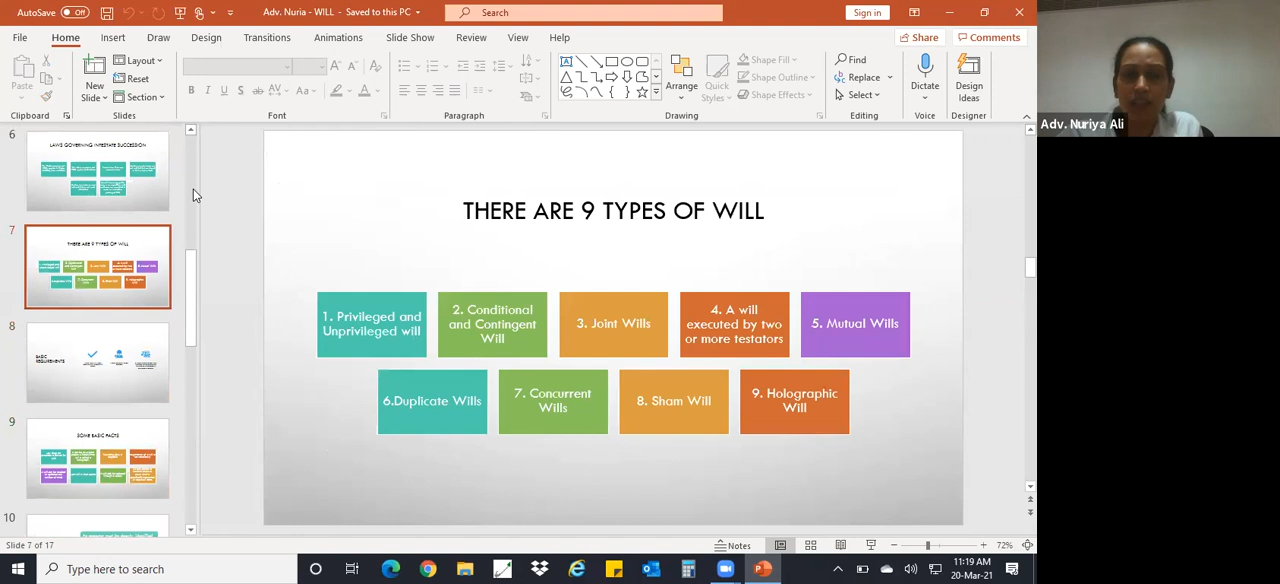 AutoSave Off
Adv. Nuria - WILL - Saved to this PC
Search
Sign in
File Home Insert Draw Design Transitions Animations Slide Show Review View Help
Share Comments
Paste
New
Slide
Layout
Reset
Section
Arrange
Quick
Styles
Shape Fill
Shape Outline
Shape Effects
Find
Replace
Select
Dictate
Design
Ideas
Clipboard Slides Font Paragraph Drawing Editing Voice Designer
6
LAWS GOVERNING INTESTATE SUCCESSION
7
THERE ARE 9 TYPES OF WILL
8
BASIC
REQUIREMENTS
9
SOME BASIC FACTS
10
THERE ARE 9 TYPES OF WILL
1. Privileged and
Unprivileged will
2. Conditional
and Contingent
Will
3. Joint Wills
4. A will
executed by two
or more testators
5. Mutual Wills
6.Duplicate Wills
7. Concurrent
Wills
8. Sham Will
9. Holographic
Will
Adv. Nuriya Ali
Slide 7 of 17
Notes
72%
Type here to search
11:19 AM
20-Mar-21